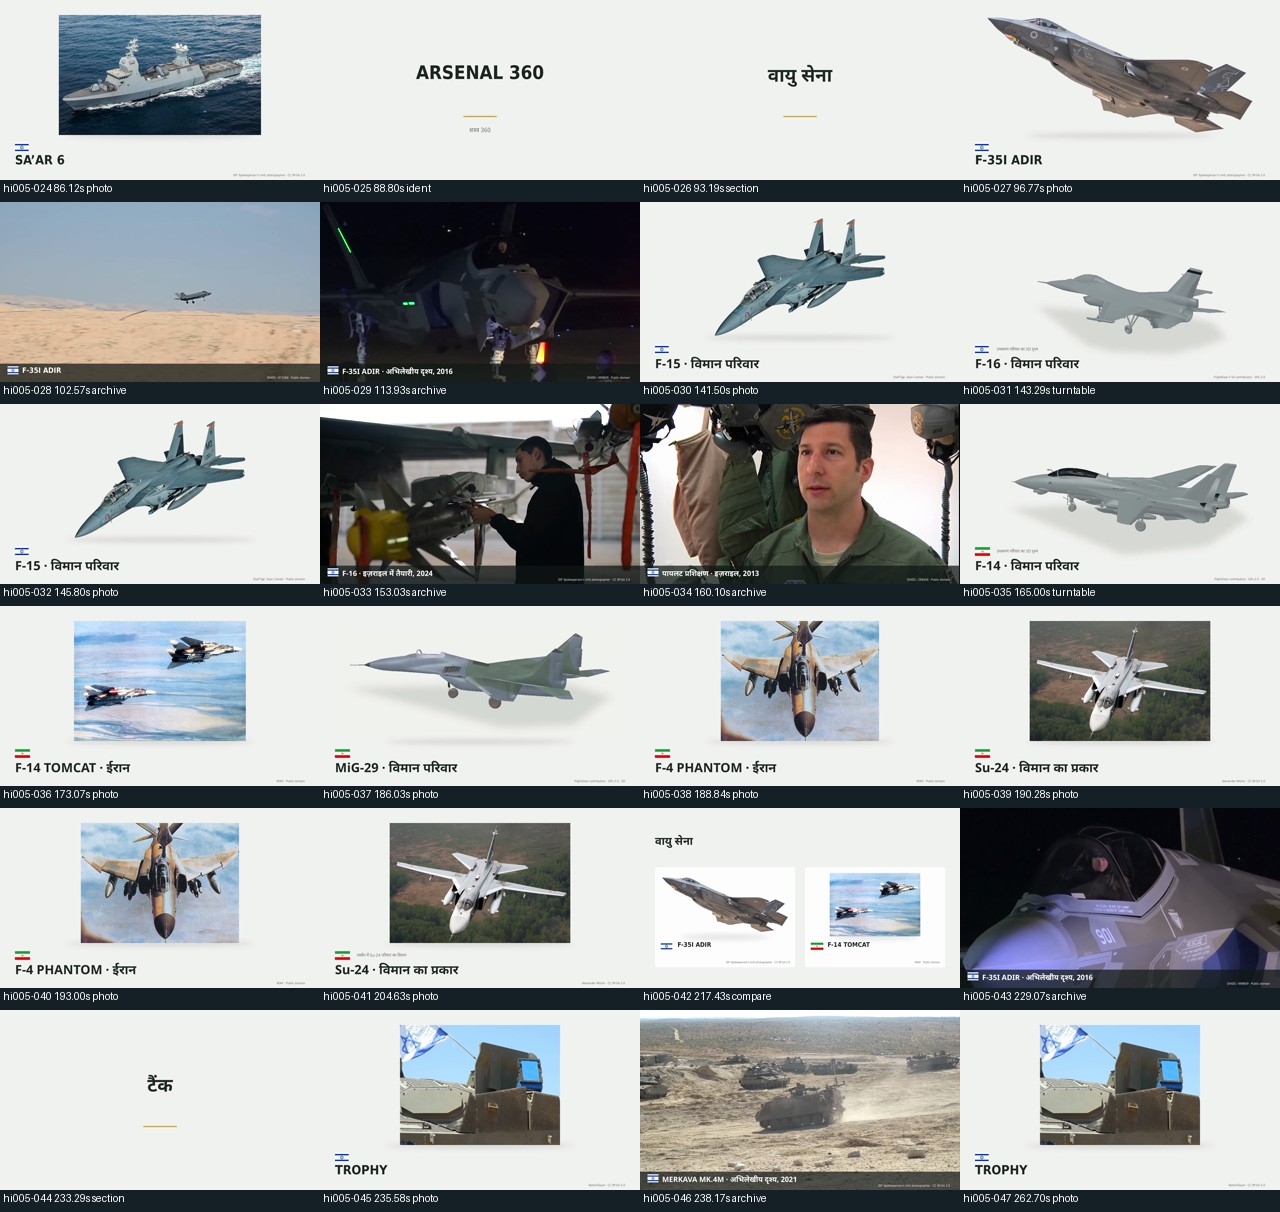 SA'AR 6
hi005-024 86.12s photo
ARSENAL 360
शस्त्र 360
hi005-025 88.80s ident
वायु सेना
hi005-026 93.19s section
F-35I ADIR
hi005-027 96.77s photo
F-35I ADIR
hi005-028 102.57s archive
F-35I ADIR · अभिलेखीय दृश्य, 2016
hi005-029 113.93s archive
F-15 · विमान परिवार
hi005-030 141.50s photo
F-16 · विमान परिवार
hi005-031 143.29s turntable
F-15 · विमान परिवार
hi005-032 145.80s photo
F-16 · इज़राइल में तैयारी, 2024
hi005-033 153.03s archive
पायलट प्रशिक्षण · इज़राइल, 2013
hi005-034 160.10s archive
F-14 · विमान परिवार
hi005-035 165.00s turntable
F-14 TOMCAT · ईरान
hi005-036 173.07s photo
MiG-29 · विमान परिवार
hi005-037 186.03s photo
F-4 PHANTOM · ईरान
hi005-038 188.84s photo
Su-24 · विमान का प्रकार
hi005-039 190.28s photo
F-4 PHANTOM · ईरान
hi005-040 193.00s photo
Su-24 · विमान का प्रकार
hi005-041 204.63s photo
वायु सेना
F-35I ADIR
F-14 TOMCAT
hi005-042 217.43s compare
901
F-35I ADIR · अभिलेखीय दृश्य, 2016
hi005-043 229.07s archive
टैंक
hi005-044 233.29s section
TROPHY
hi005-045 235.58s photo
MERKAVA MK.4M · अभिलेखीय दृश्य, 2021
hi005-046 238.17s archive
TROPHY
hi005-047 262.70s photo